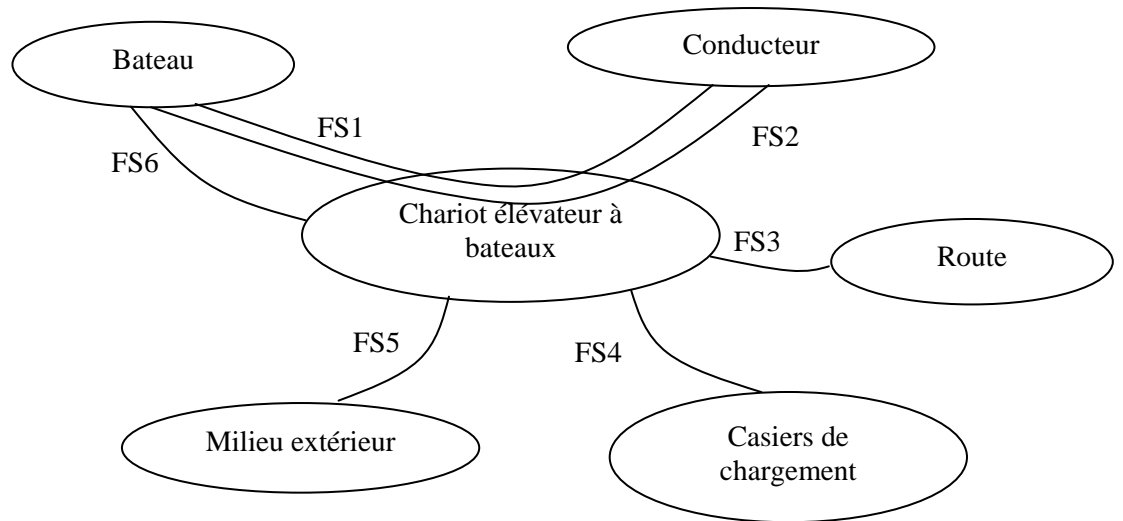 Bateau
Conducteur
FS1
FS2
FS6
Chariot élévateur à
bateaux
FS3
Route
FS5
FS4
Milieu extérieur
Casiers de
chargement